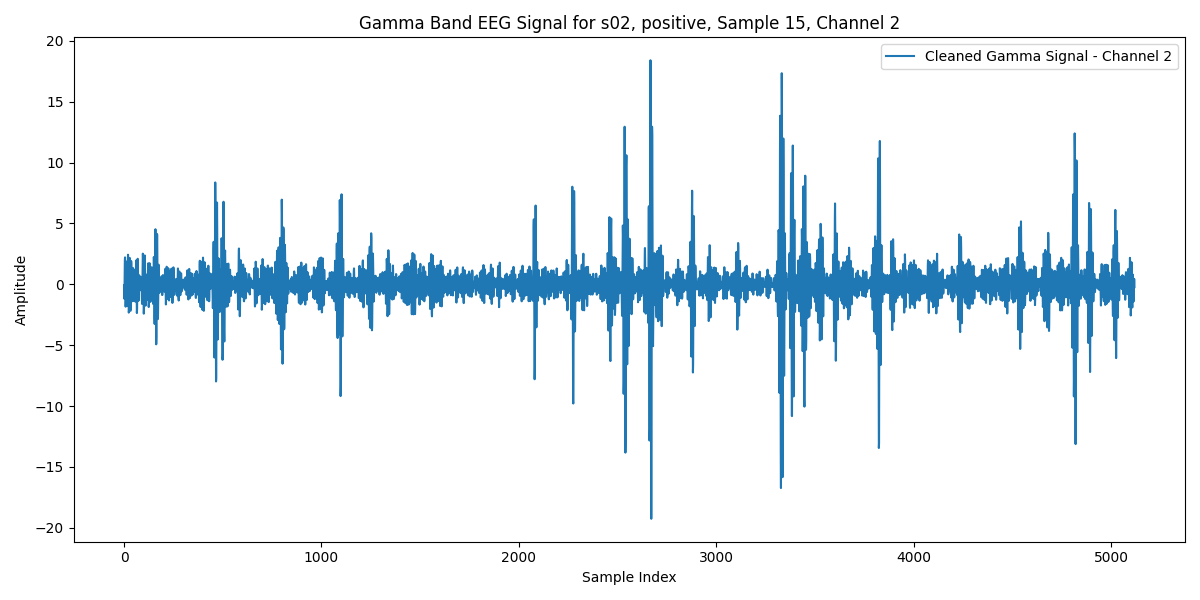 Gamma Band EEG Signal for s02, positive, Sample 15, Channel 2
Cleaned Gamma Signal - Channel 2
Amplitude
20
15
10
5
0
−5
−10
−15
−20
0 1000 2000 3000 4000 5000
Sample Index